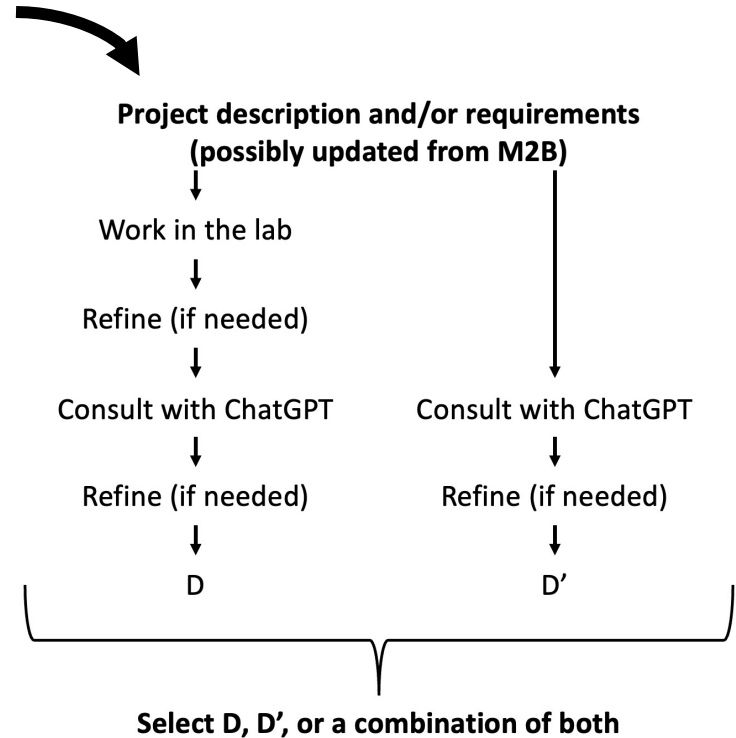 Project description and/or requirements
(possibly updated from M2B)
Work in the lab
Refine (if needed)
Consult with ChatGPT
Refine (if needed)
D
Consult with ChatGPT
Refine (if needed)
D’
Select D, D’, or a combination of both